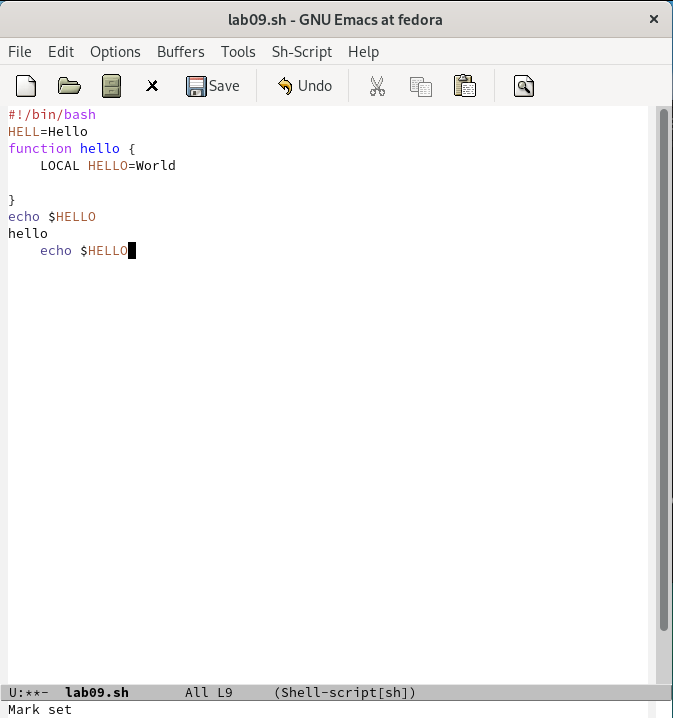 lab09.sh - GNU Emacs at fedora
File Edit Options Buffers Tools Sh-Script Help
Save Undo
#!/bin/bash
HELL=Hello
function hello {
    LOCAL HELLO=World
}
echo $HELLO
hello
    echo $HELLO
U:**-  lab09.sh       All L9     (Shell-script[sh])
Mark set